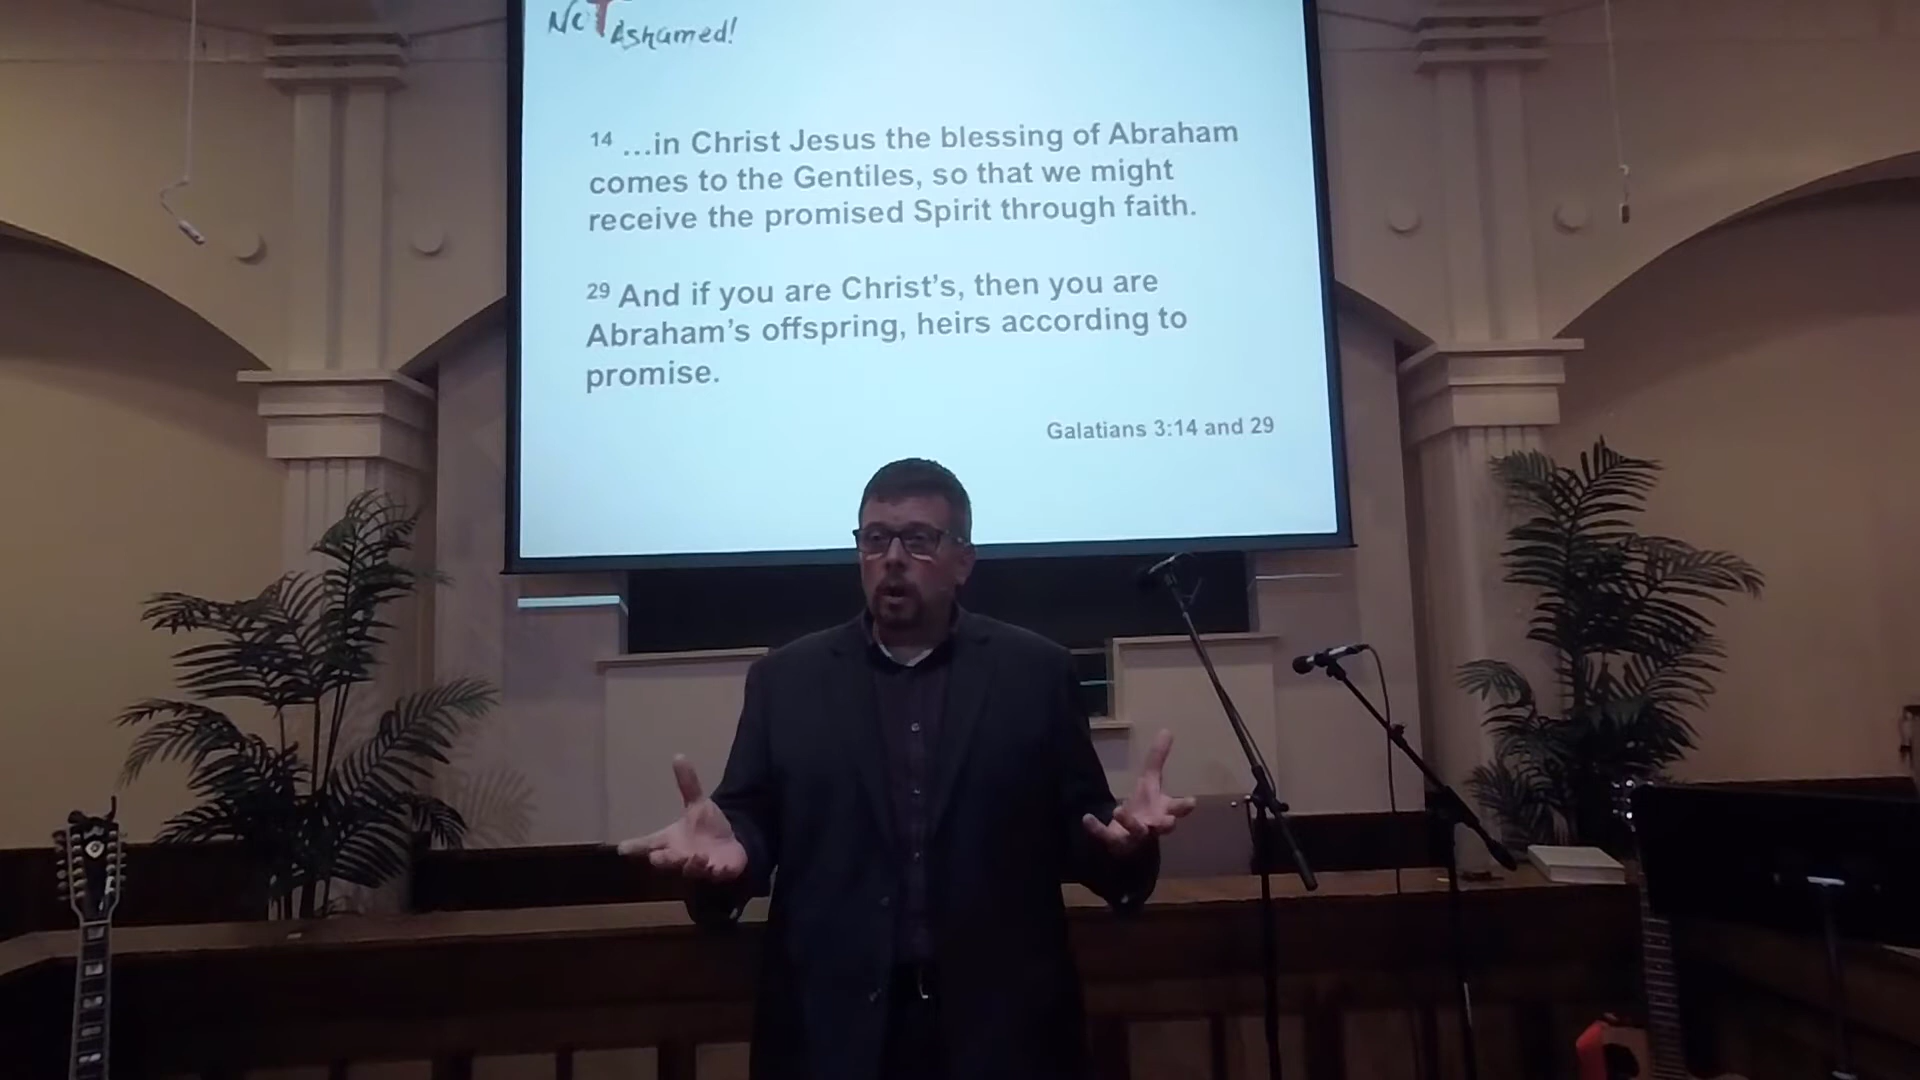 Not Ashamed!
14 ...in Christ Jesus the blessing of Abraham
comes to the Gentiles, so that we might
receive the promised Spirit through faith.
29 And if you are Christ's, then you are
Abraham's offspring, heirs according to
promise.
Galatians 3:14 and 29